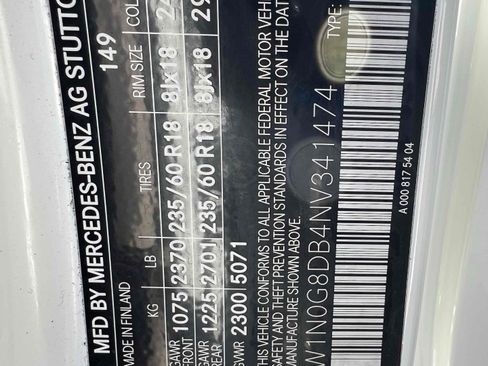 MFD BY MERCEDES-BENZ AG STUTTG
MADE IN FINLAND 149
KG LB TIRES RIM SIZE COL
GAWR FRONT 1075 2370 235/60 R18 8Jx18 2
GAWR REAR 1225 2701 235/60 R18 8Jx18 29
GVWR 2300 5071
THIS VEHICLE CONFORMS TO ALL APPLICABLE FEDERAL MOTOR VEH
SAFETY AND THEFT PREVENTION STANDARDS IN EFFECT ON THE DAT
MANUFACTURE SHOWN ABOVE.
W1N0G8DB4NV341474 TYPE:
A 000 817 54 04